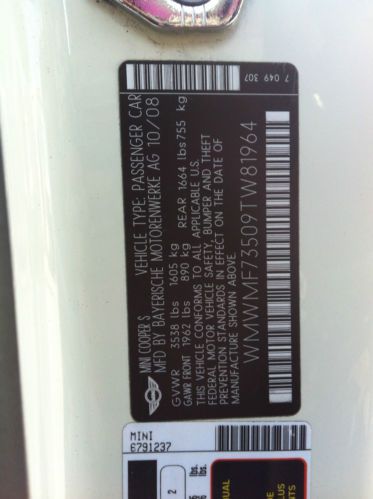 MINI COOPER S VEHICLE TYPE: PASSENGER CAR
MFD BY BAYERISCHE MOTORENWERKE AG 10/08
GVWR 3538 lbs 1605 kg
GAWR FRONT 1962 lbs 890 kg REAR 1664 lbs 755 kg
THIS VEHICLE CONFORMS TO ALL APPLICABLE U.S.
FEDERAL MOTOR VEHICLE SAFETY, BUMPER AND THEFT
PREVENTION STANDARDS IN EFFECT ON THE DATE OF
MANUFACTURE SHOWN ABOVE.
WMWMF73509TW81964
7 049 307
MINI
6791237
2
lbs.
lbs.